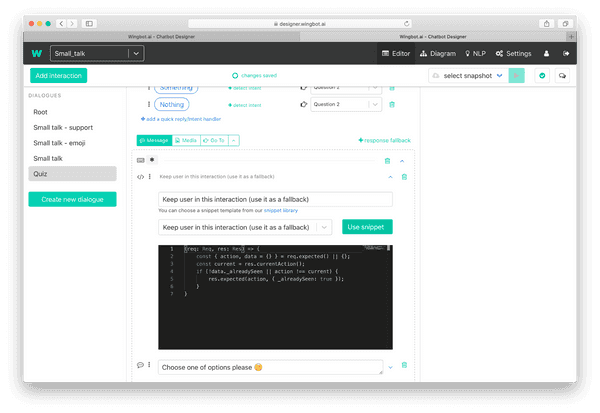 designer.wingbot.ai
Wingbot.ai - Chatbot Designer
Wingbot.ai - Chatbot Designer
W
Small_talk
Editor
Diagram
NLP
Settings
Add interaction
changes saved
select snapshot
DIALOGUES
Root
Small talk - support
Small talk - emoji
Small talk
Quiz
Create new dialogue
Something
+ select intent
Question 2
Nothing
+ select intent
Question 2
+ add a quick reply/intent handler
Message
Media
Go To
+ response fallback
Keep user in this interaction (use it as a fallback)
Keep user in this interaction (use it as a fallback)
You can choose a snippet template from our snippet library
Keep user in this interaction (use it as a fallback)
Use snippet
1 (req: Req, res: Res) => {
2 const { action, data = {} } = req.expected() || {};
3 const current = res.currentAction();
4 if (!data._alreadySeen || action !== current) {
5 res.expected(action, { _alreadySeen: true });
6 }
7 }
Choose one of options please 🤔